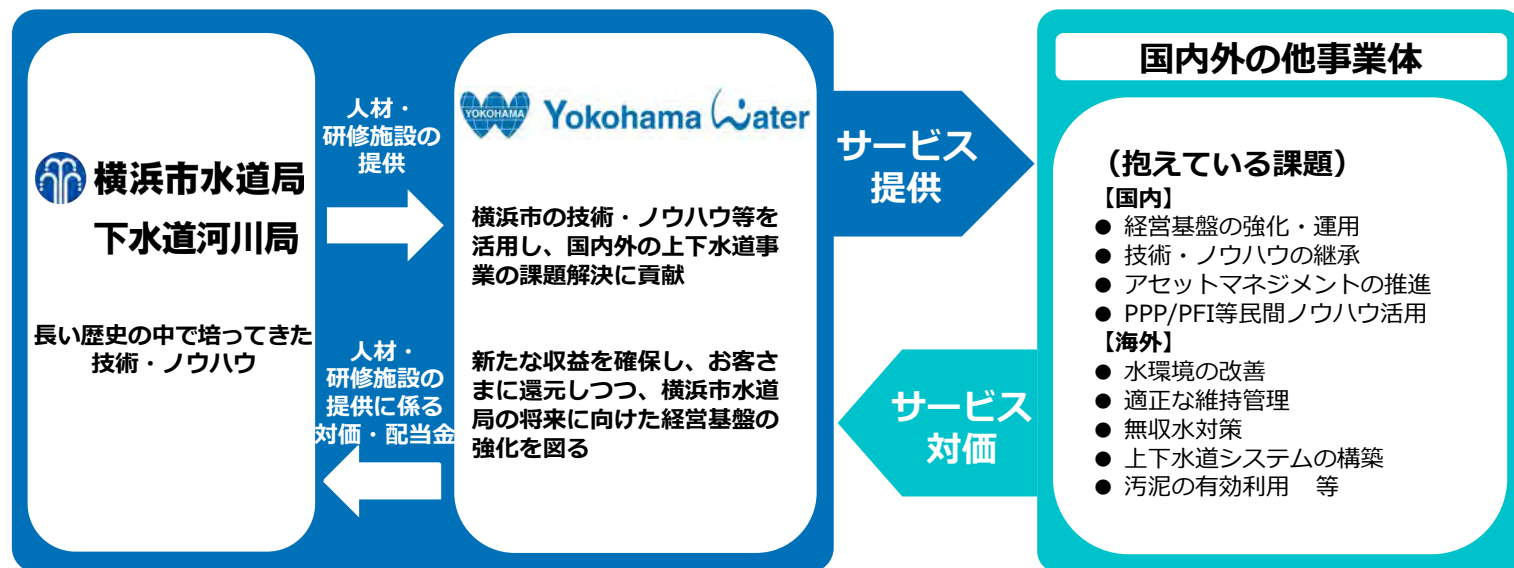 横浜市水道局
下水道河川局
長い歴史の中で培ってきた
技術・ノウハウ
人材・
研修施設の
提供
人材・
研修施設の
提供に係る
対価・配当金
YOKOHAMA
Yokohama Water
横浜市の技術・ノウハウ等を
活用し、国内外の上下水道事
業の課題解決に貢献
新たな収益を確保し、お客さ
まに還元しつつ、横浜市水道
局の将来に向けた経営基盤の
強化を図る
サービス
提供
サービス
対価
国内外の他事業体
（抱えている課題）
【国内】
● 経営基盤の強化・運用
● 技術・ノウハウの継承
● アセットマネジメントの推進
● PPP/PFI等民間ノウハウ活用
【海外】
● 水環境の改善
● 適正な維持管理
● 無収水対策
● 上下水道システムの構築
● 汚泥の有効利用　等